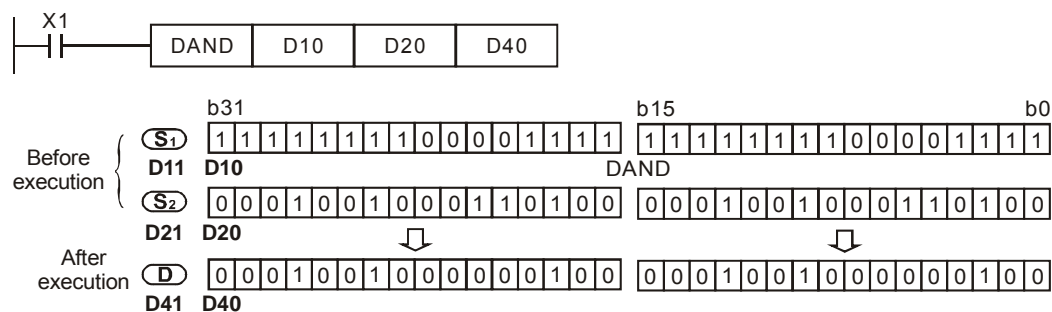 X1
DAND D10 D20 D40
b31 b15 b0
Before execution
S1 1 1 1 1 1 1 1 1 0 0 0 0 1 1 1 1 1 1 1 1 1 1 1 1 0 0 0 0 1 1 1 1
D11 D10 DAND
S2 0 0 0 1 0 0 1 0 0 0 1 1 0 1 0 0 0 0 0 1 0 0 1 0 0 0 1 1 0 1 0 0
D21 D20
After execution
D 0 0 0 1 0 0 1 0 0 0 0 0 0 1 0 0 0 0 0 1 0 0 1 0 0 0 0 0 0 1 0 0
D41 D40